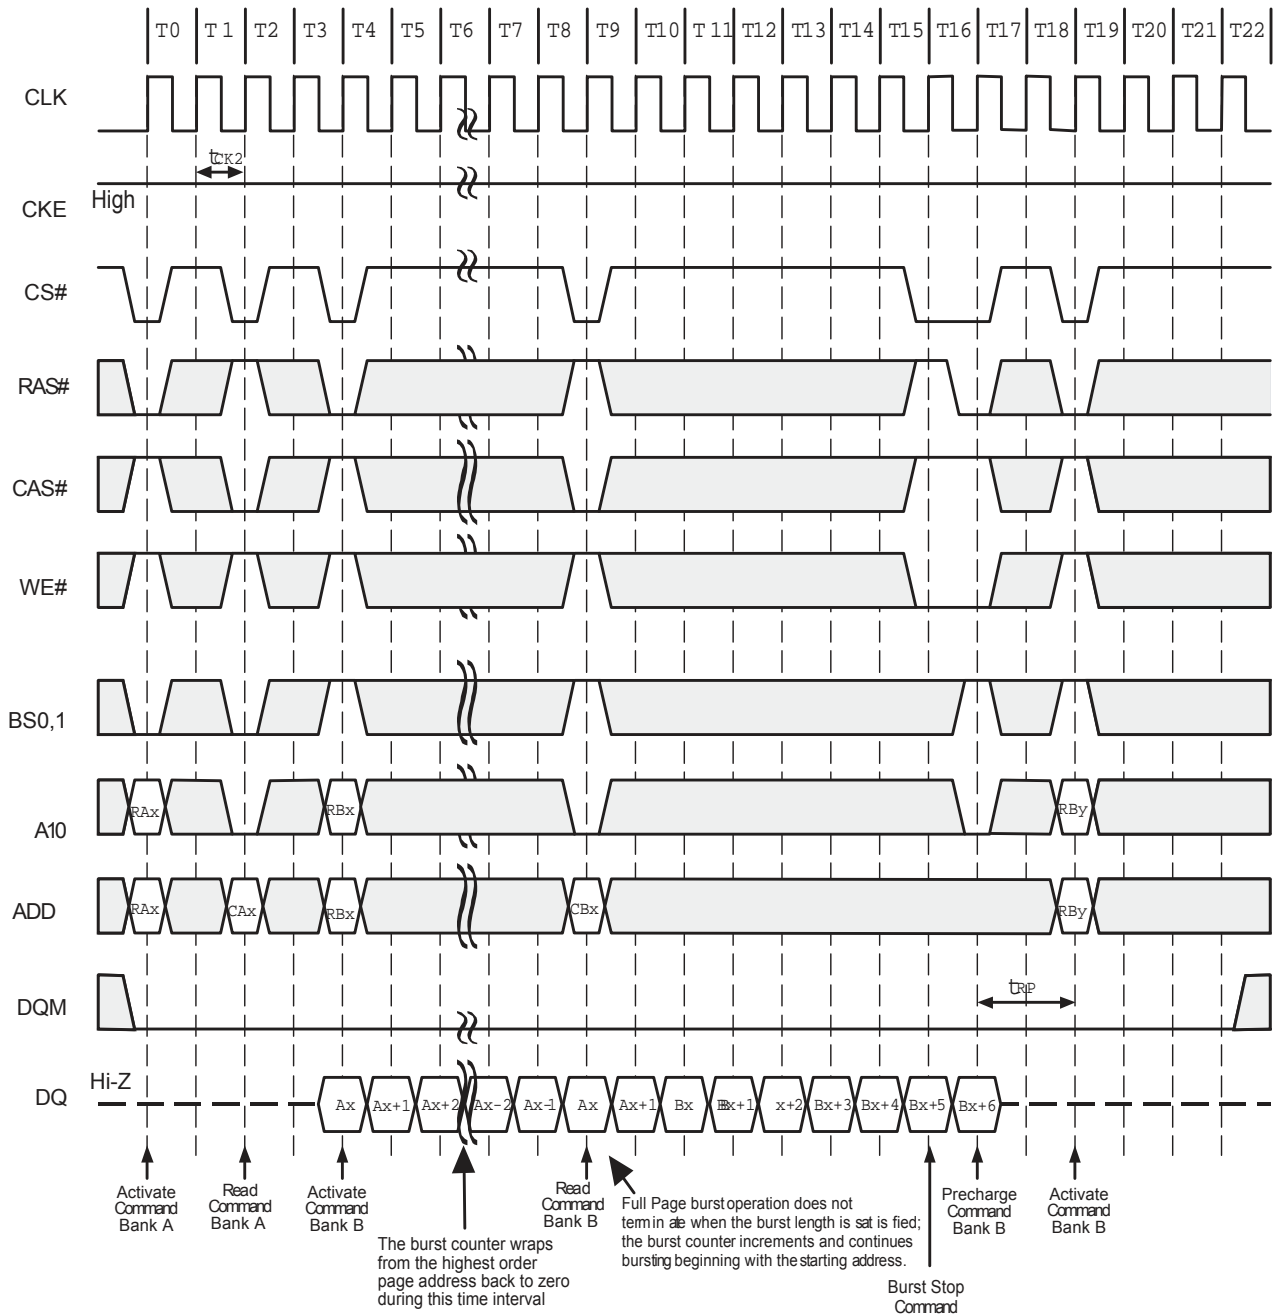 T0 T 1 T2 T3 T4 T5 T6 T7 T8 T9 T10 T 11 T12 T13 T14 T15 T16 T17 T18 T19 T20 T21 T22
CLK
tCK2
High
CKE
CS#
RAS#
CAS#
WE#
BS0,1
RAx RBx RBy
A10
ADD
RAx CAx RBx CBx RBy
DQM
tRP
Hi-Z
DQ
Ax Ax+1 Ax+2 Ax-2 Ax-1 Ax Ax+1 Bx Bx+1 x+2 Bx+3 Bx+4 Bx+5 Bx+6
Activate
Command
Bank A
Read
Command
Bank A
Activate
Command
Bank B
The burst counter wraps
from the highest order
page address back to zero
during this time interval
Read
Command
Bank B
Full Page burst operation does not
termin ate when the burst length is sat is fied;
the burst counter increments and continues
bursting beginning with the starting address.
Burst Stop
Command
Precharge
Command
Bank B
Activate
Command
Bank B